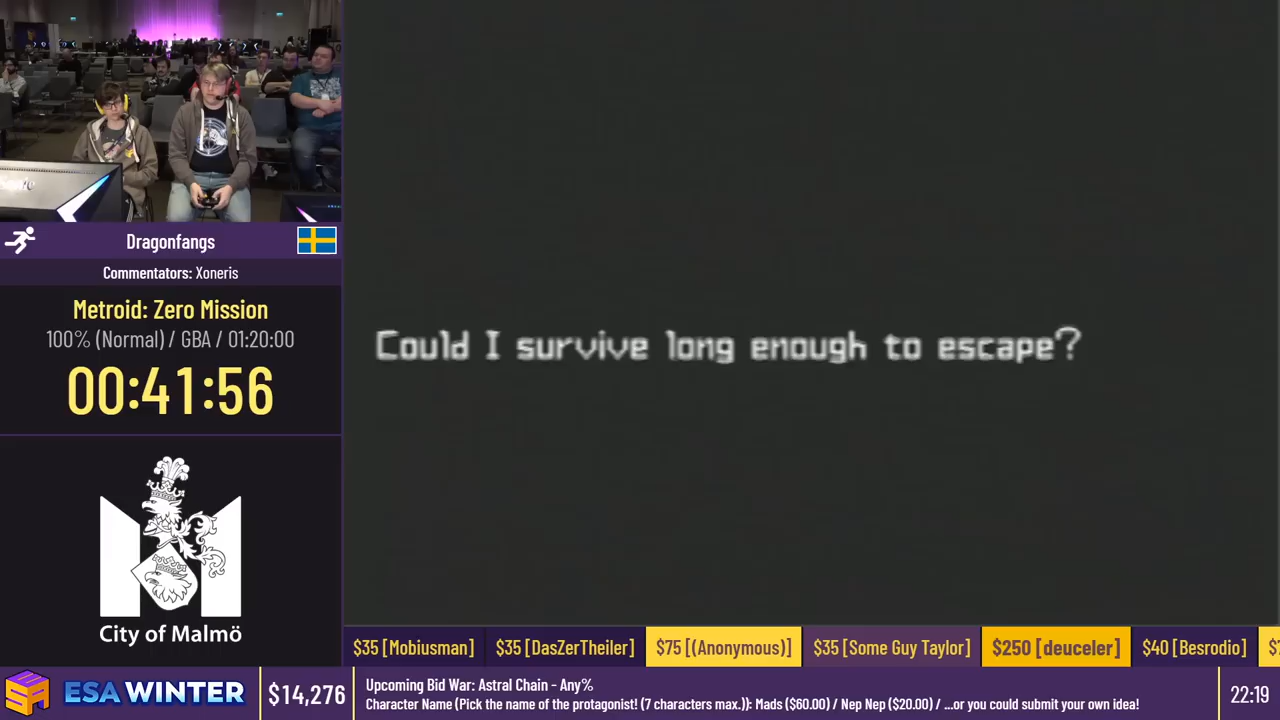 Dragonfangs
Commentators: Xoneris
Metroid: Zero Mission
100% (Normal) / GBA / 01:20:00
00:41:56
City of Malmö
Could I survive long enough to escape?
$35 [Mobiusman]
$35 [DasZerTheiler]
$75 [(Anonymous)]
$35 [Some Guy Taylor]
$250 [deuceler]
$40 [Besrodio]
ESA WINTER
$14,276
Upcoming Bid War: Astral Chain - Any%
Character Name (Pick the name of the protagonist! (7 characters max.)): Mads ($60.00) / Nep Nep ($20.00) / ...or you could submit your own idea!
22:19